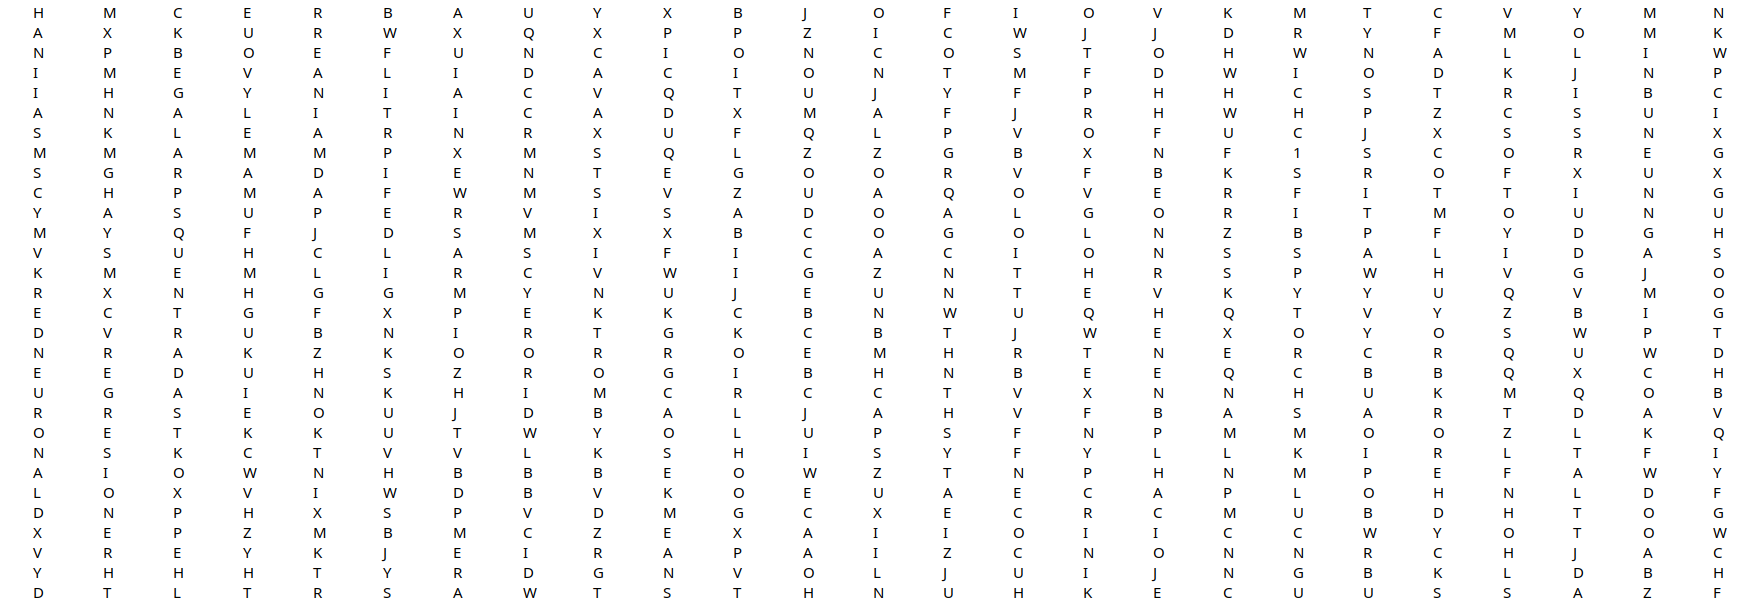 H M C E R B A U Y X B J O F I O V K M T C V Y M N
A X K U R W X Q X P P Z I C W J J D R Y F M O M K
N P B O E F U N C I O N C O S T O H W N A L L I W
I M E V A L I D A C I O N T M F D W I O D K J N P
I H G Y N I A C V Q T U J Y F P H H C S T R I B C
A N A L I T I C A D X M A F J R H W H P Z C S U I
S K L E A R N R X U F Q L P V O F U C J X S S N X
M M A M M P X M S Q L Z Z G B X N F 1 S C O R E G
S G R A D I E N T E G O O R V F B K S R O F X U X
C H P M A F W M S V Z U A Q O V E R F I T T I N G
Y A S U P E R V I S A D O A L G O R I T M O U N U
M Y Q F J D S M X X B C O G O L N Z B P F Y D G H
V S U H C L A S I F I C A C I O N S S A L I D A S
K M E M L I R C V W I G Z N T H R S P W H V G J O
R X N H G G M Y N U J E U N T E V K Y Y U Q V M O
E C T G F X P E K K C B N W U Q H Q T V Y Z B I G
D V R U B N I R T G K C B T J W E X O Y O S W P T
N R A K Z K O O R R O E M H R T N E R C R Q U W D
E E D U H S Z R O G I B H N B E E Q C B B Q X C H
U G A I N K H I M C R C C T V X N N H U K M Q O B
R R S E O U J D B A L J A H V F B A S A R T D A V
O E T K K U T W Y O L U P S F N P M M O O Z L K Q
N S K C T V V L K S H I S Y F Y L L K I R L T F I
A I O W N H B B B E O W Z T N P H N M P E F A W Y
L O X V I W D B V K O E U A E C A P L O H N L D F
D N P H X S P V D M G C X E C R C M U B D H T O G
X E P Z M B M C Z E X A I I O I I C C W Y O T O W
V R E Y K J E I R A P A I Z C N O N N R C H J A C
Y H H H T Y R D G N V O L J U I J N G B K L D B H
D T L T R S A W T S T H N U H K E C U U S S A Z F